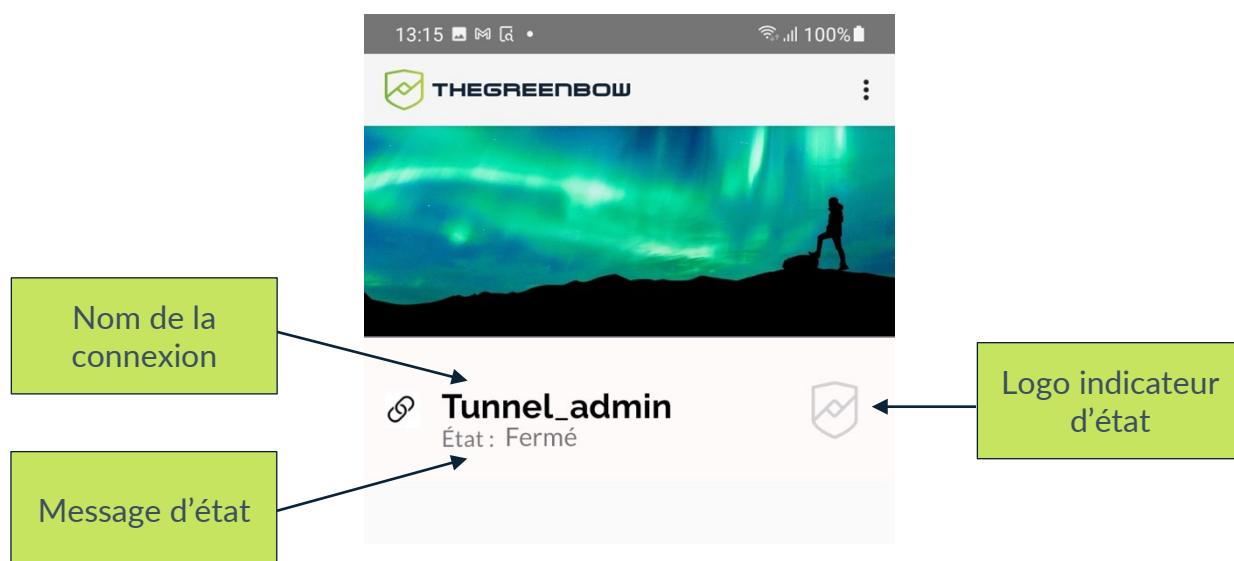 13:15
100%
THEGREENBOW
Nom de la
connexion
Tunnel_admin
État : Fermé
Logo indicateur
d’état
Message d’état